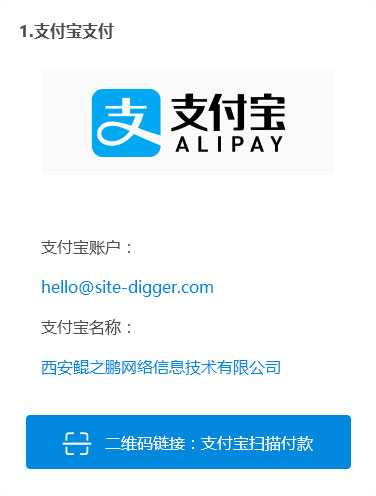 1.支付宝支付
支 支付宝
ALIPAY
支付宝账户：
hello@site-digger.com
支付宝名称：
西安鲲之鹏网络信息技术有限公司
二维码链接：支付宝扫描付款